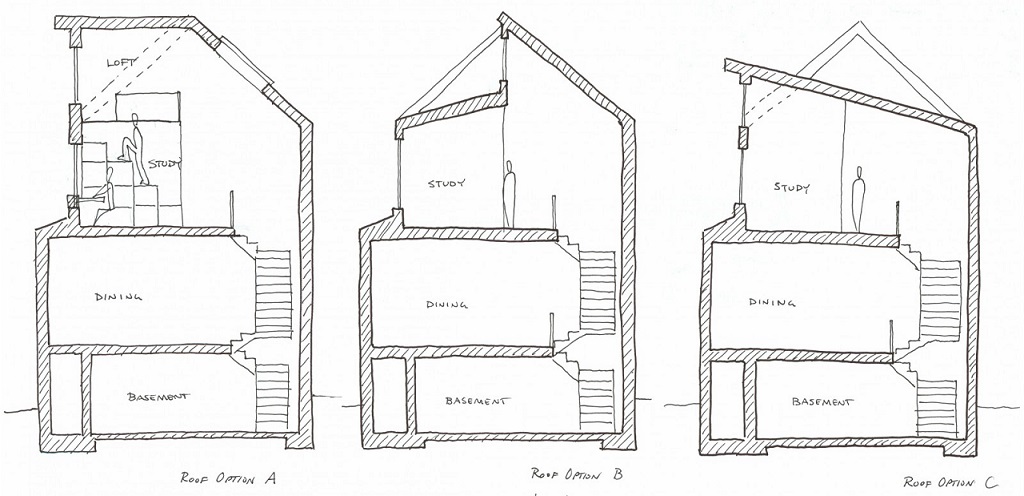 LOFT
STUDY
DINING
BASEMENT
ROOF OPTION A
STUDY
DINING
BASEMENT
ROOF OPTION B
STUDY
DINING
BASEMENT
ROOF OPTION C